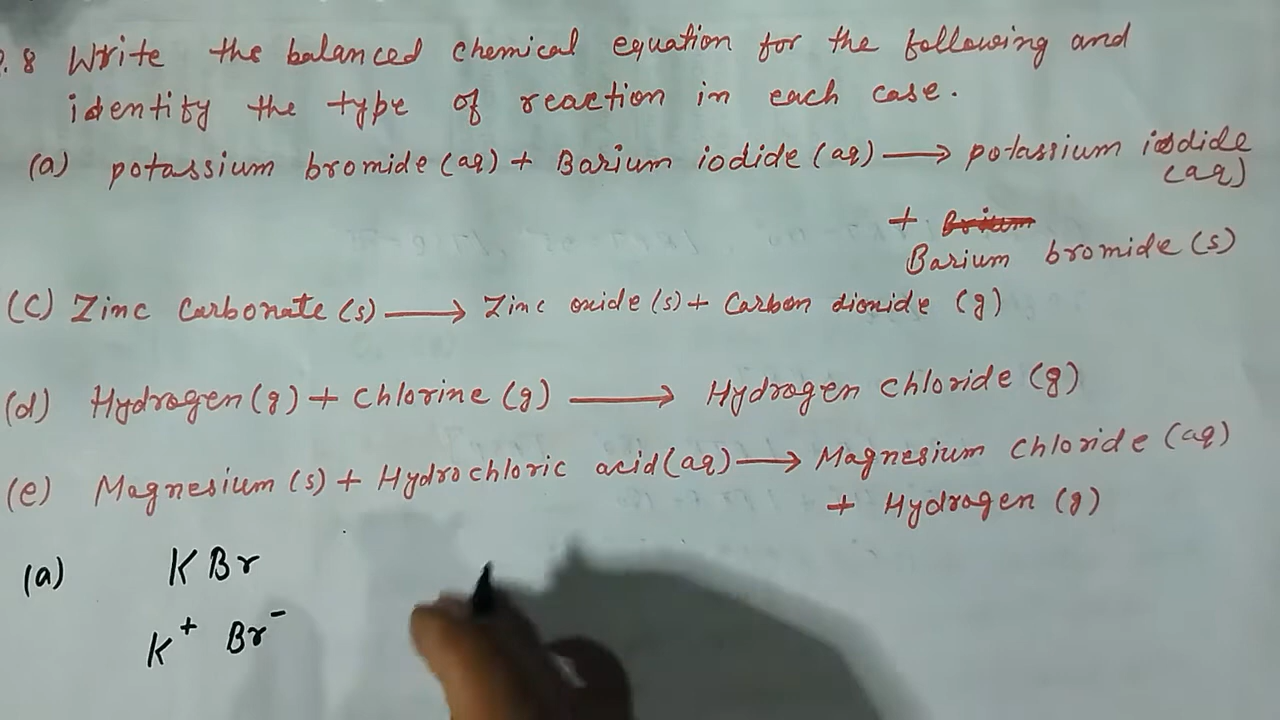 .8 Write the balanced chemical equation for the following and
identity the type of reaction in each case.
(a) potassium bromide (aq) + Barium iodide (aq) ⟶ potassium iodide
(aq)
+
Barium bromide (s)
(C) Zinc Carbonate (s) ⟶ Zinc oxide (s) + Carbon dioxide (g)
(d) Hydrogen (g) + Chlorine (g) ⟶ Hydrogen Chloride (g)
(e) Magnesium (s) + Hydrochloric acid (aq) ⟶ Magnesium Chloride (aq)
+ Hydrogen (g)
(a) KBr
K⁺ Br⁻